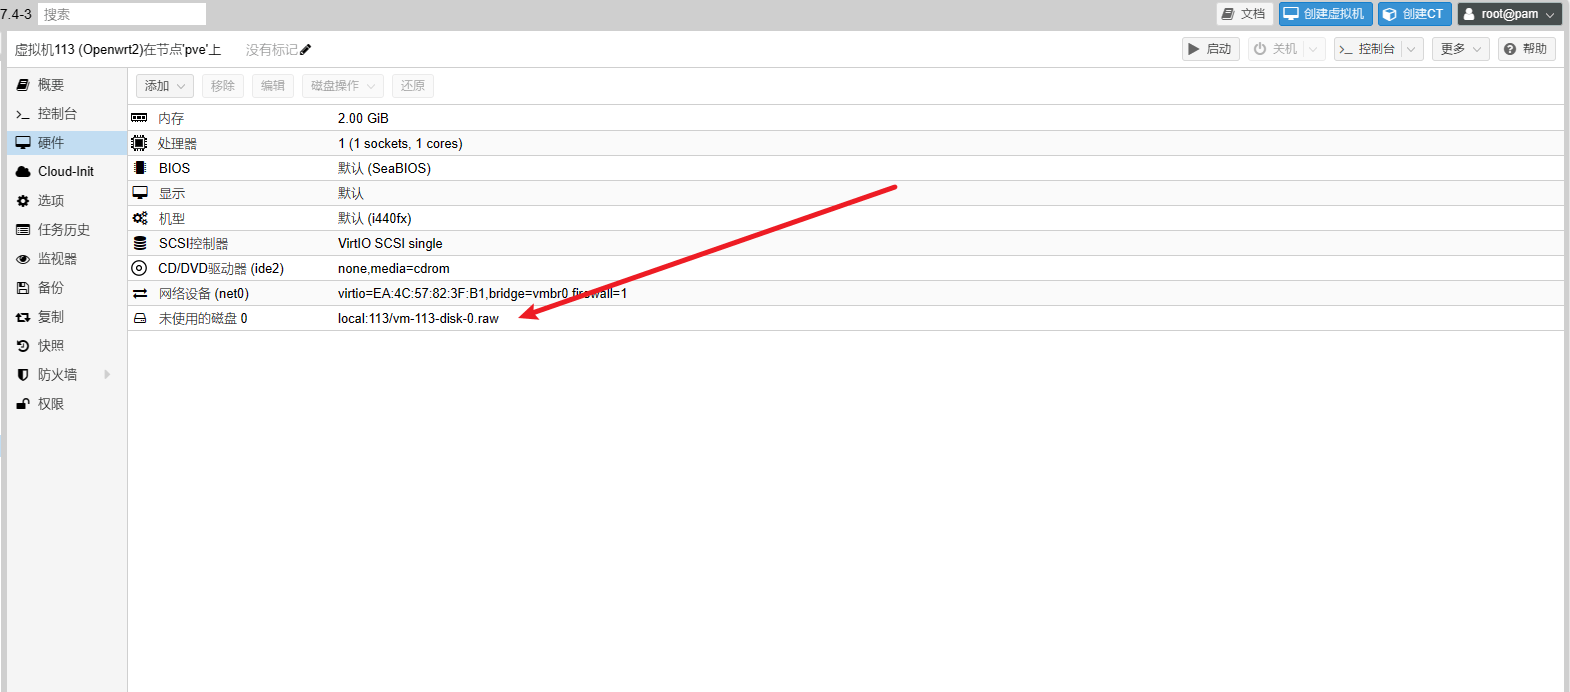 7.4-3 搜索 文档 创建虚拟机 创建CT root@pam
虚拟机113 (Openwrt2)在节点'pve'上 没有标记 启动 关机 控制台 更多 帮助
概要
控制台
硬件
Cloud-Init
选项
任务历史
监视器
备份
复制
快照
防火墙
权限
添加 移除 编辑 磁盘操作 还原
内存 2.00 GiB
处理器 1 (1 sockets, 1 cores)
BIOS 默认 (SeaBIOS)
显示 默认
机型 默认 (i440fx)
SCSI控制器 VirtIO SCSI single
CD/DVD驱动器 (ide2) none,media=cdrom
网络设备 (net0) virtio=EA:4C:57:82:3F:B1,bridge=vmbr0,firewall=1
未使用的磁盘 0 local:113/vm-113-disk-0.raw